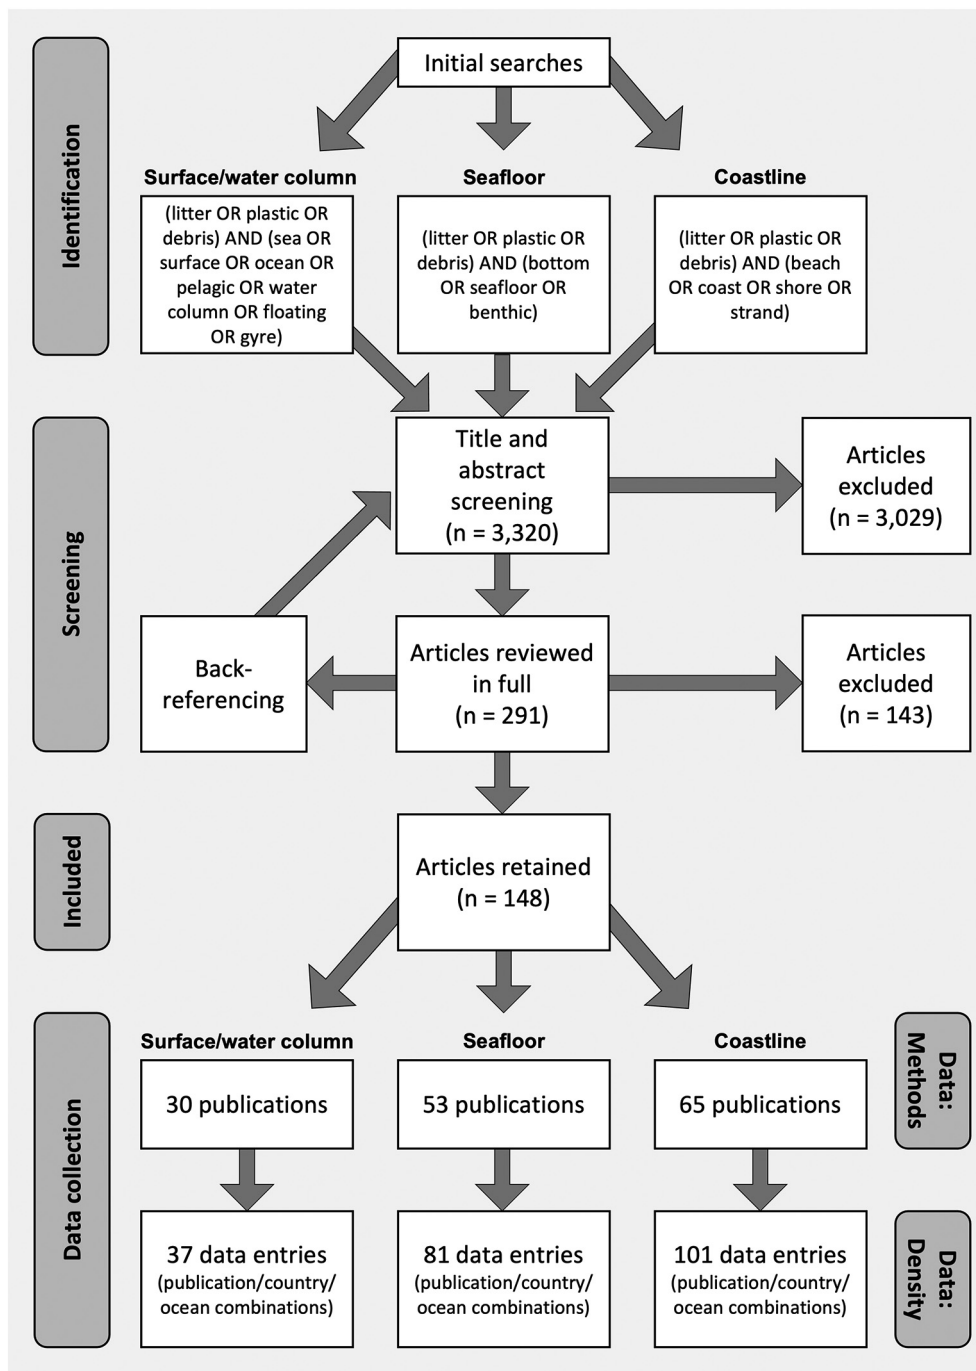 Identification
Initial searches
Surface/water column
(litter OR plastic OR
debris) AND (sea OR
surface OR ocean OR
pelagic OR water
column OR floating
OR gyre)
Seafloor
(litter OR plastic OR
debris) AND (bottom
OR seafloor OR
benthic)
Coastline
(litter OR plastic OR
debris) AND (beach
OR coast OR shore OR
strand)
Screening
Title and
abstract
screening
(n = 3,320)
Articles
excluded
(n = 3,029)
Back-
referencing
Articles reviewed
in full
(n = 291)
Articles
excluded
(n = 143)
Included
Articles retained
(n = 148)
Data collection
Surface/water column
30 publications
Seafloor
53 publications
Coastline
65 publications
Data:
Methods
37 data entries
(publication/country/
ocean combinations)
81 data entries
(publication/country/
ocean combinations)
101 data entries
(publication/country/
ocean combinations)
Data:
Density